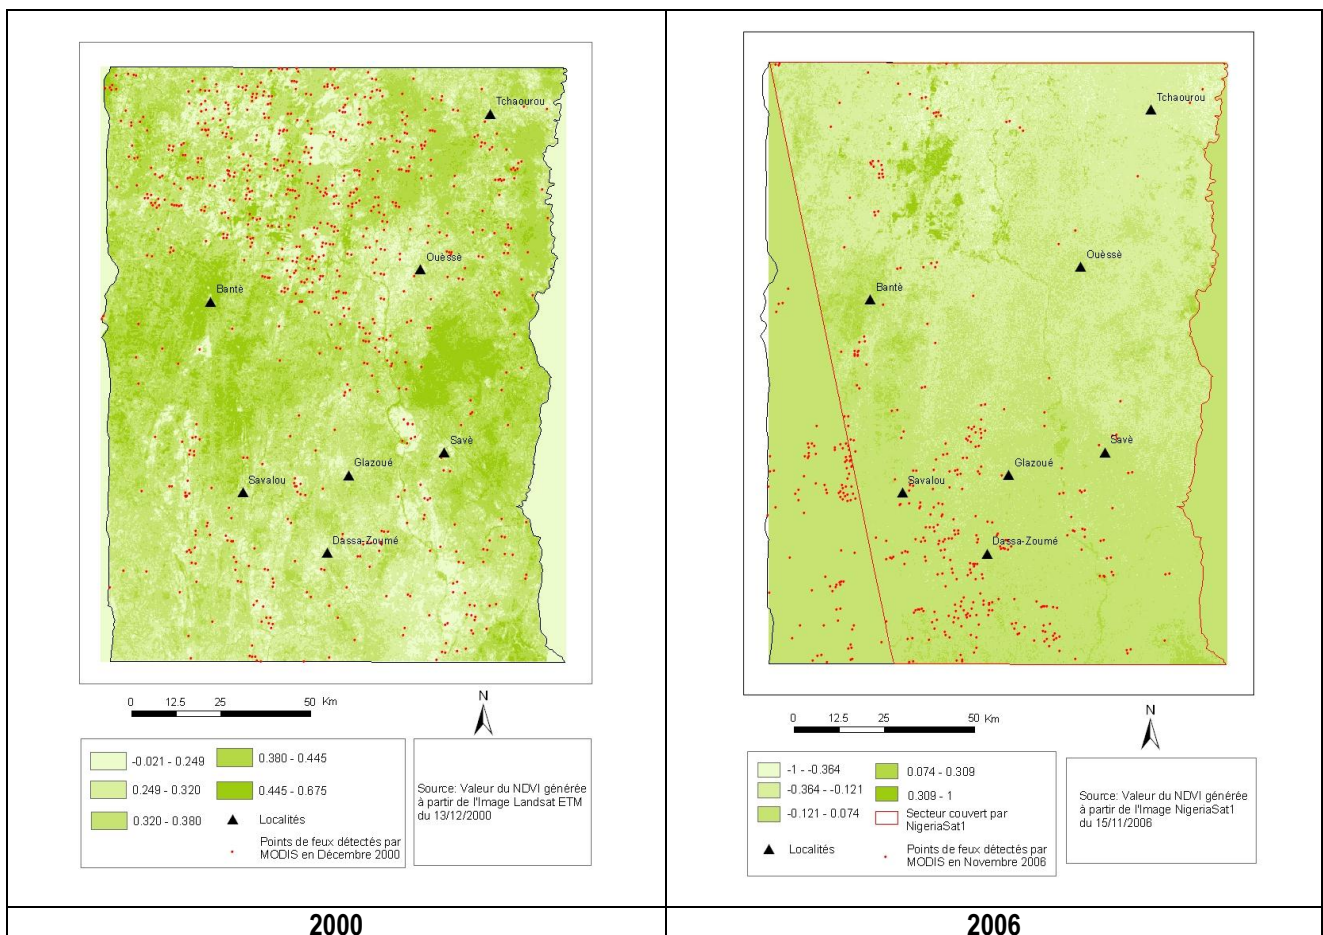 Tchaourou
Ouèssè
Bantè
Savè
Glazoué
Savalou
Dassa-Zoumé
0 12.5 25 50 Km
N
-0.021 - 0.249
0.380 - 0.445
0.249 - 0.320
0.445 - 0.675
0.320 - 0.380
Localités
Points de feux détectés par
MODIS en Décembre 2000
Source: Valeur du NDVI générée
à partir de l'Image Landsat ETM
du 13/12/2000
2000
Tchaourou
Ouèssè
Bantè
Savè
Glazoué
Savalou
Dassa-Zoumé
0 12.5 25 50 Km
N
-1 - -0.364
0.074 - 0.309
-0.364 - -0.121
0.309 - 1
-0.121 - 0.074
Secteur couvert par
NigeriaSat1
Localités
Points de feux détectés par
MODIS en Novembre 2006
Source: Valeur du NDVI générée
à partir de l'Image NigeriaSat1
du 15/11/2006
2006